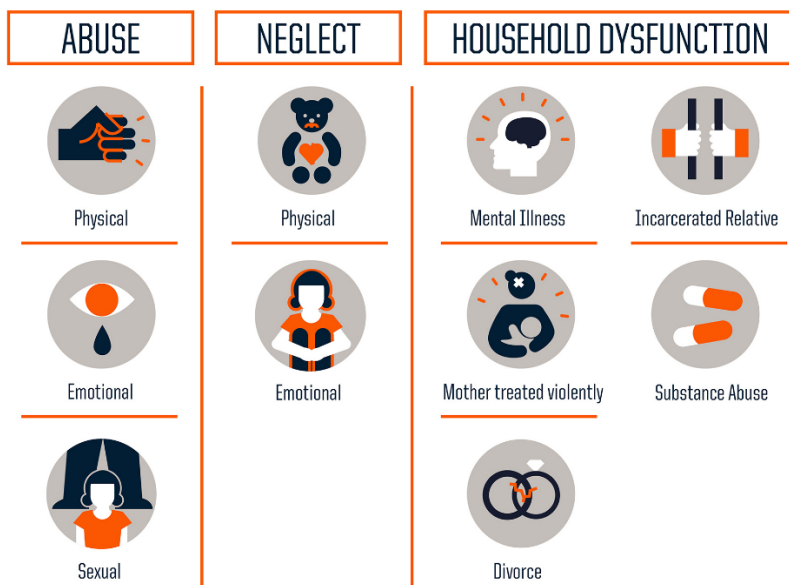 ABUSE
Physical
Emotional
Sexual
NEGLECT
Physical
Emotional
HOUSEHOLD DYSFUNCTION
Mental Illness
Incarcerated Relative
Mother treated violently
Substance Abuse
Divorce